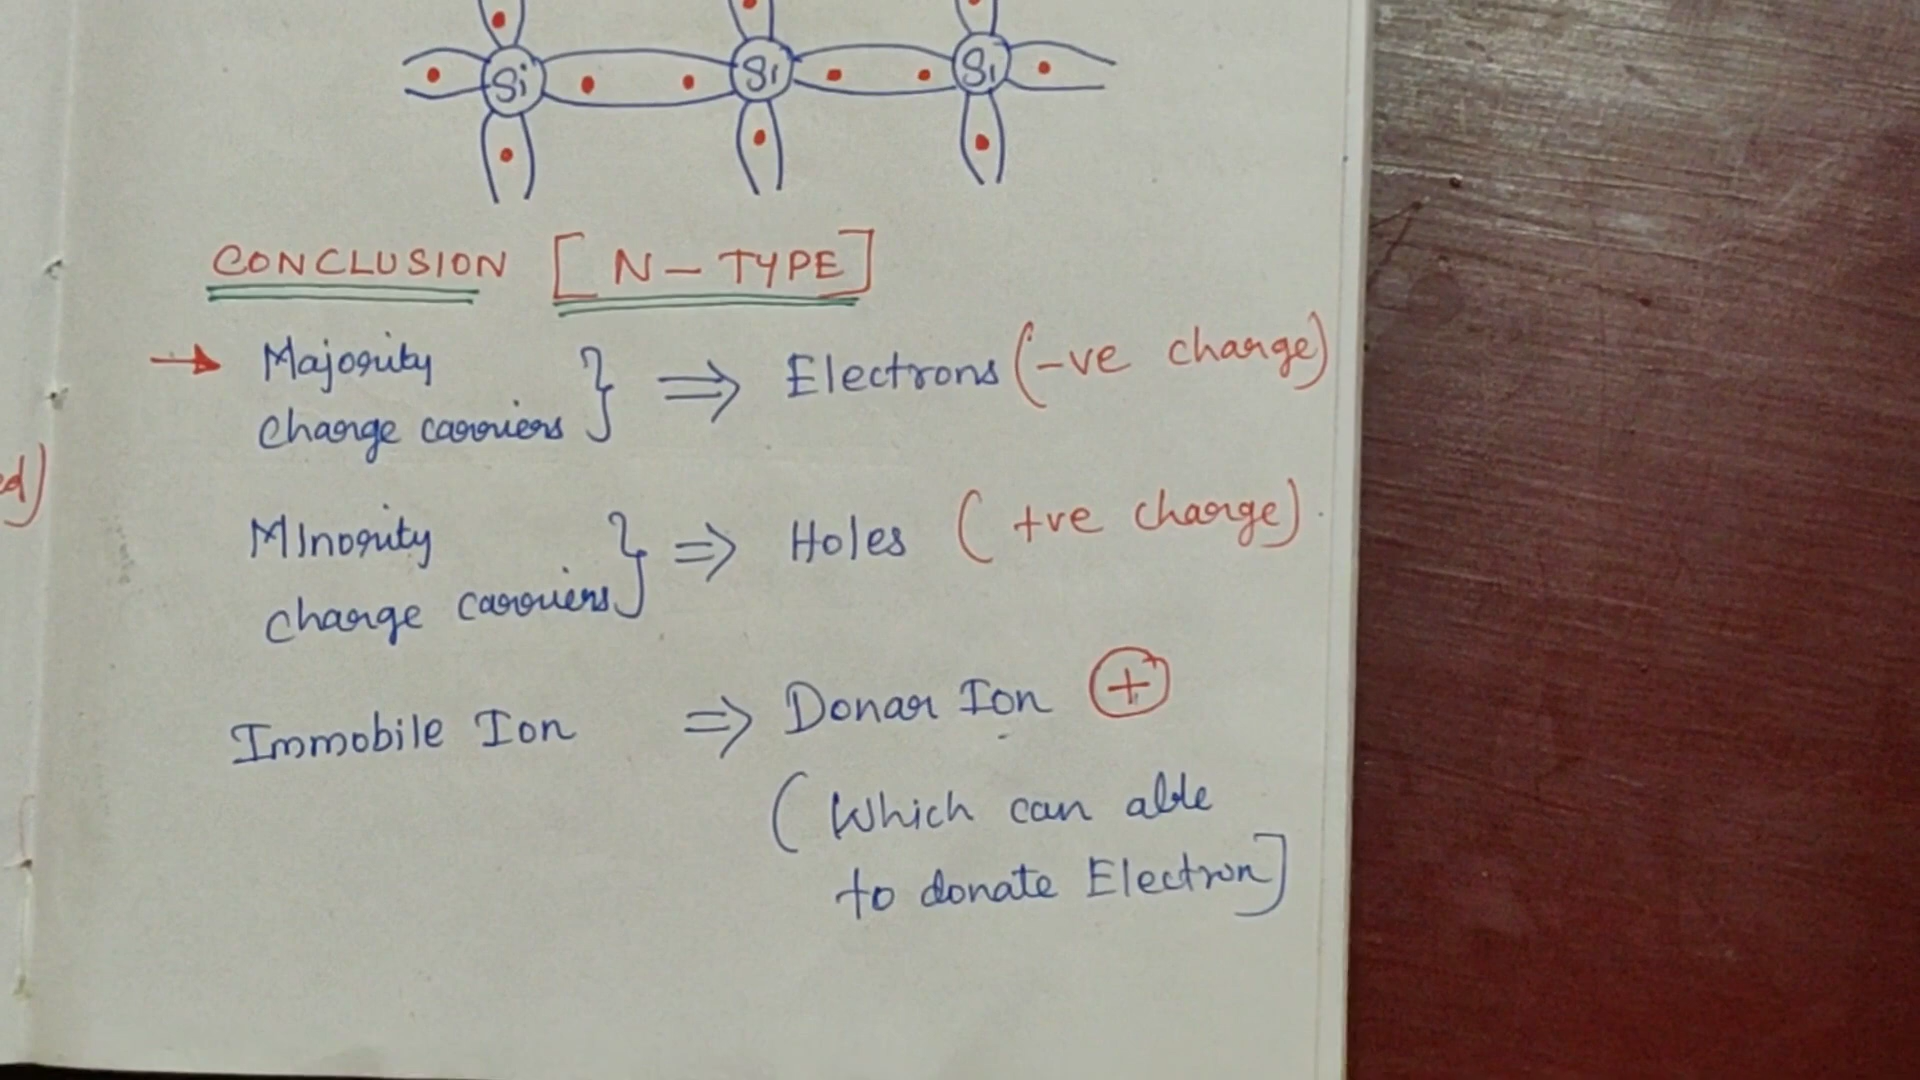 Si Si Si
CONCLUSION [N-TYPE]
→ Majority
charge carriers } ⇒ Electrons (-ve charge)
MInority
charge carriers } ⇒ Holes (+ve charge)
ed)
Immobile Ion ⇒ Donar Ion +
(Which can able
to donate Electron]